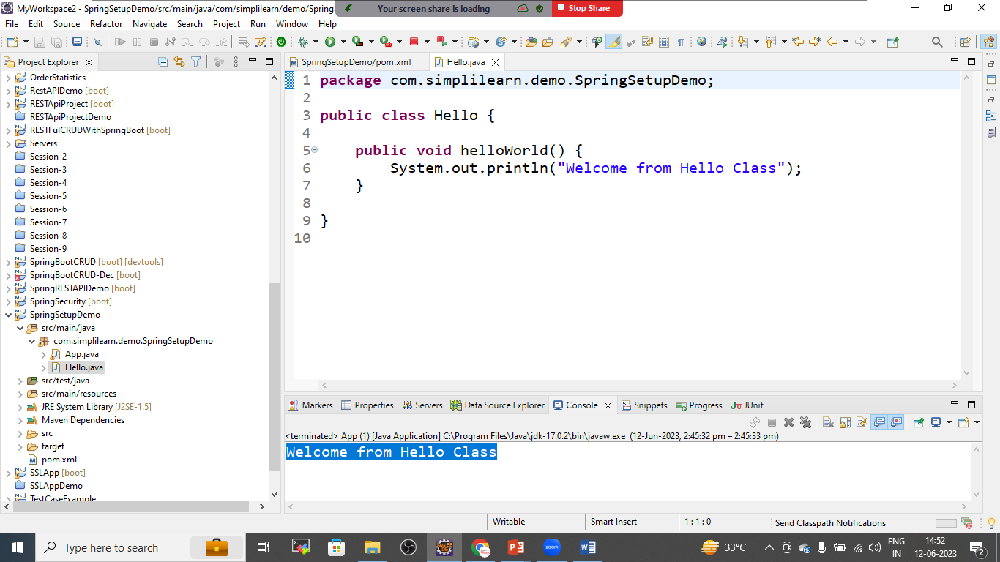 MyWorkspace2 - SpringSetupDemo/src/main/java/com/simplilearn/demo/SpringS
Your screen share is loading
Stop Share
File Edit Source Refactor Navigate Search Project Run Window Help
Project Explorer
SpringSetupDemo/pom.xml
Hello.java
OrderStatistics
RestAPIDemo [boot]
RESTApiProject [boot]
RESTApiProjectDemo
RESTFulCRUDWithSpringBoot [boot]
Servers
Session-2
Session-3
Session-4
Session-5
Session-6
Session-7
Session-8
Session-9
SpringBootCRUD [boot] [devtools]
SpringBootCRUD-Dec [boot]
SpringRESTAPIDemo [boot]
SpringSecurity [boot]
SpringSetupDemo
src/main/java
com.simplilearn.demo.SpringSetupDemo
App.java
Hello.java
src/test/java
src/main/resources
JRE System Library [J2SE-1.5]
Maven Dependencies
src
target
pom.xml
SSLApp [boot]
SSLAppDemo
TestCaseExample
1 package com.simplilearn.demo.SpringSetupDemo;
2
3 public class Hello {
4
5 public void helloWorld() {
6 System.out.println("Welcome from Hello Class");
7 }
8
9 }
10
Markers Properties Servers Data Source Explorer Console Snippets Progress JUnit
<terminated> App (1) [Java Application] C:\Program Files\Java\jdk-17.0.2\bin\javaw.exe (12-Jun-2023, 2:45:32 pm – 2:45:33 pm)
Welcome from Hello Class
Writable Smart Insert 1 : 1 : 0 Send Classpath Notifications
Type here to search
33°C
ENG
IN
14:52
12-06-2023
2